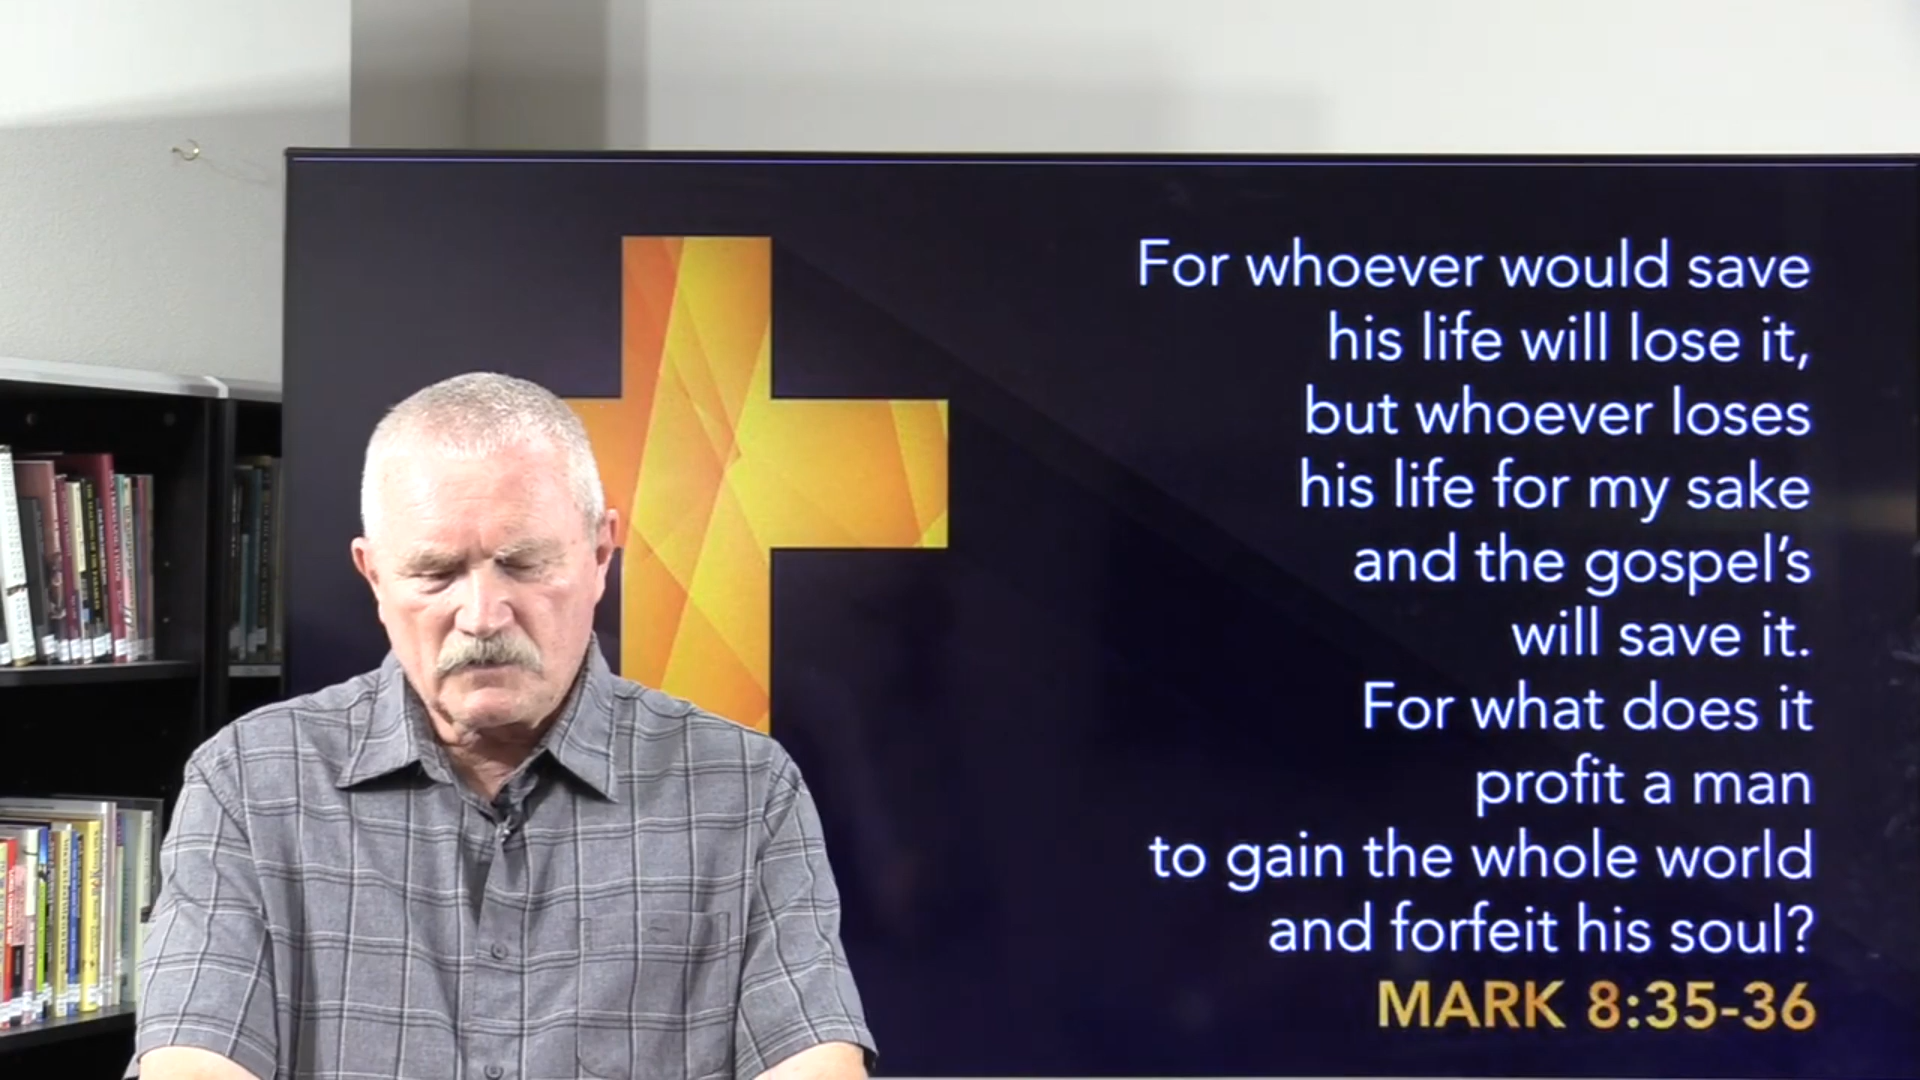 For whoever would save
his life will lose it,
but whoever loses
his life for my sake
and the gospel's
will save it.
For what does it
profit a man
to gain the whole world
and forfeit his soul?
MARK 8:35-36